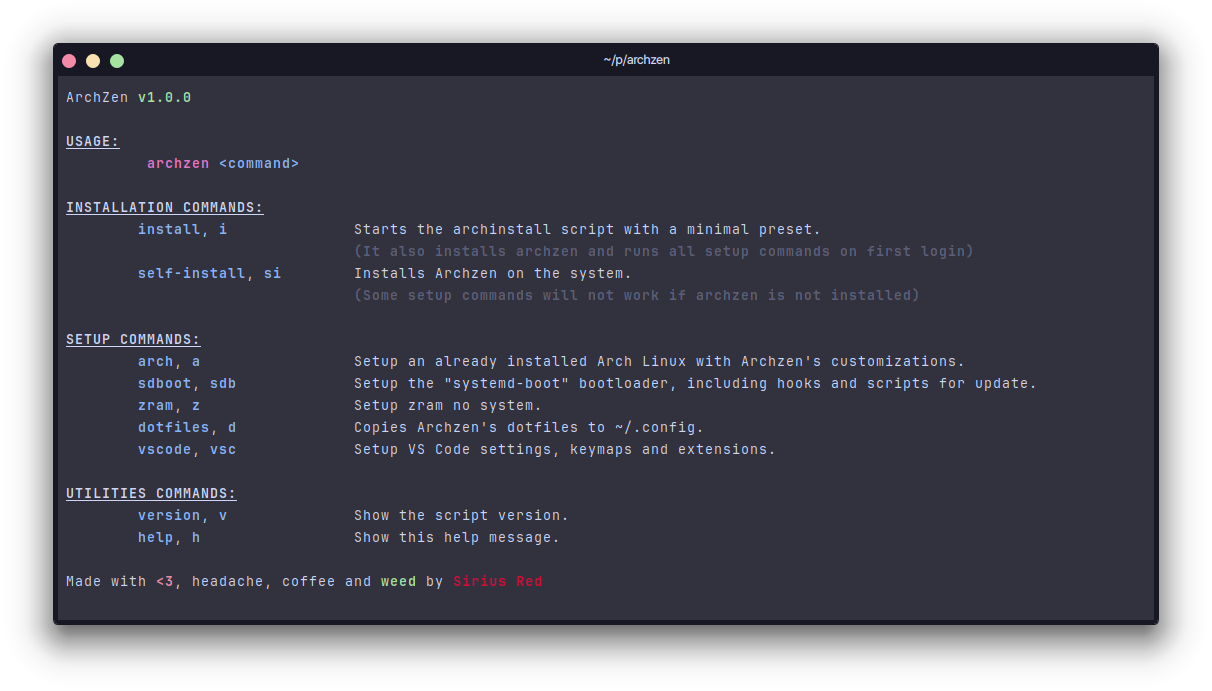 ~/p/archzen
ArchZen v1.0.0
USAGE:
archzen <command>
INSTALLATION COMMANDS:
install, i Starts the archinstall script with a minimal preset.
(It also installs archzen and runs all setup commands on first login)
self-install, si Installs Archzen on the system.
(Some setup commands will not work if archzen is not installed)
SETUP COMMANDS:
arch, a Setup an already installed Arch Linux with Archzen's customizations.
sdboot, sdb Setup the "systemd-boot" bootloader, including hooks and scripts for update.
zram, z Setup zram no system.
dotfiles, d Copies Archzen's dotfiles to ~/.config.
vscode, vsc Setup VS Code settings, keymaps and extensions.
UTILITIES COMMANDS:
version, v Show the script version.
help, h Show this help message.
Made with <3, headache, coffee and weed by Sirius Red